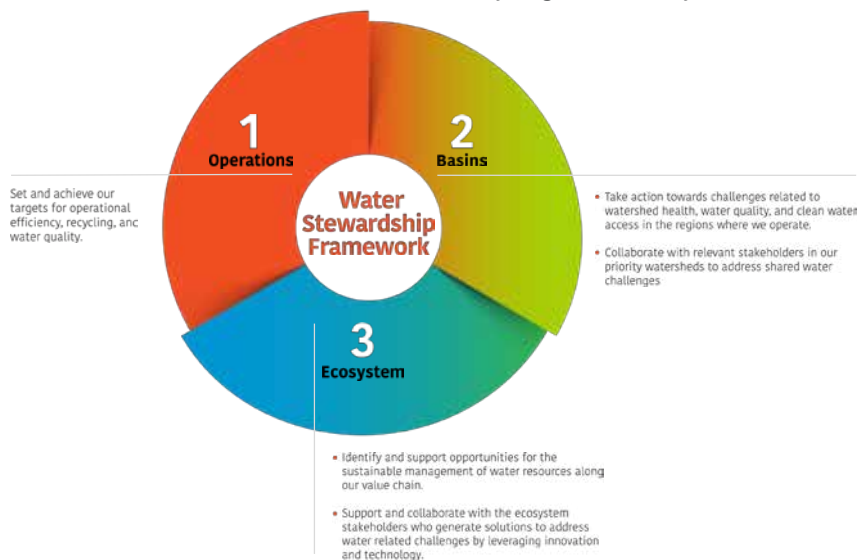 1
Operations
2
Basins
Water
Stewardship
Framework
3
Ecosystem
Set and achieve our
targets for operational
efficiency, recycling, and
water quality.
• Take action towards challenges related to
watershed health, water quality, and clean water
access in the regions where we operate.
• Collaborate with relevant stakeholders in our
priority watersheds to address shared water
challenges
• Identify and support opportunities for the
sustainable management of water resources along
our value chain.
• Support and collaborate with the ecosystem
stakeholders who generate solutions to address
water related challenges by leveraging innovation
and technology.